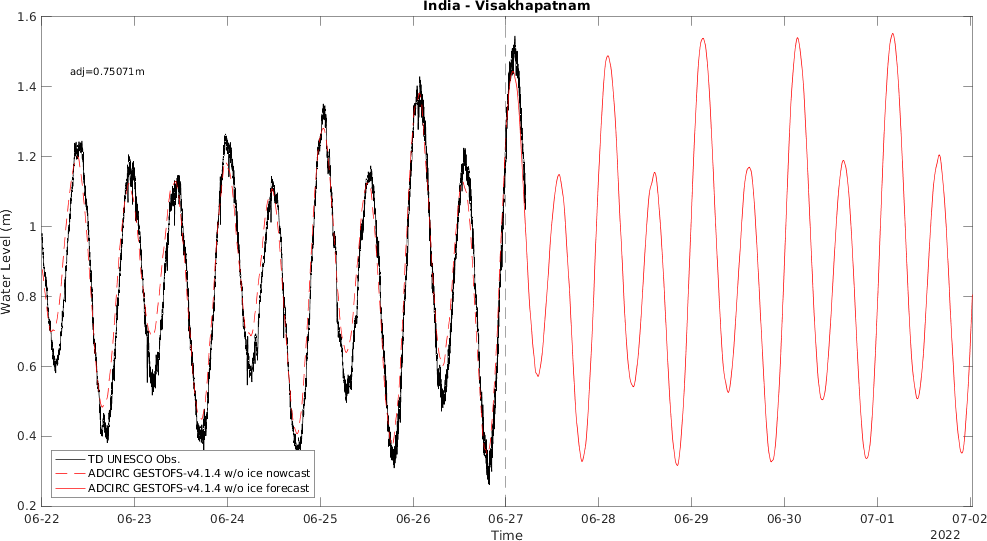 India - Visakhapatnam
1.6
1.4
1.2
1
0.8
0.6
0.4
0.2
Water Level (m)
adj=0.75071m
TD UNESCO Obs.
ADCIRC GESTOFS-v4.1.4 w/o ice nowcast
ADCIRC GESTOFS-v4.1.4 w/o ice forecast
06-22 06-23 06-24 06-25 06-26 06-27 06-28 06-29 06-30 07-01 07-02
Time
2022